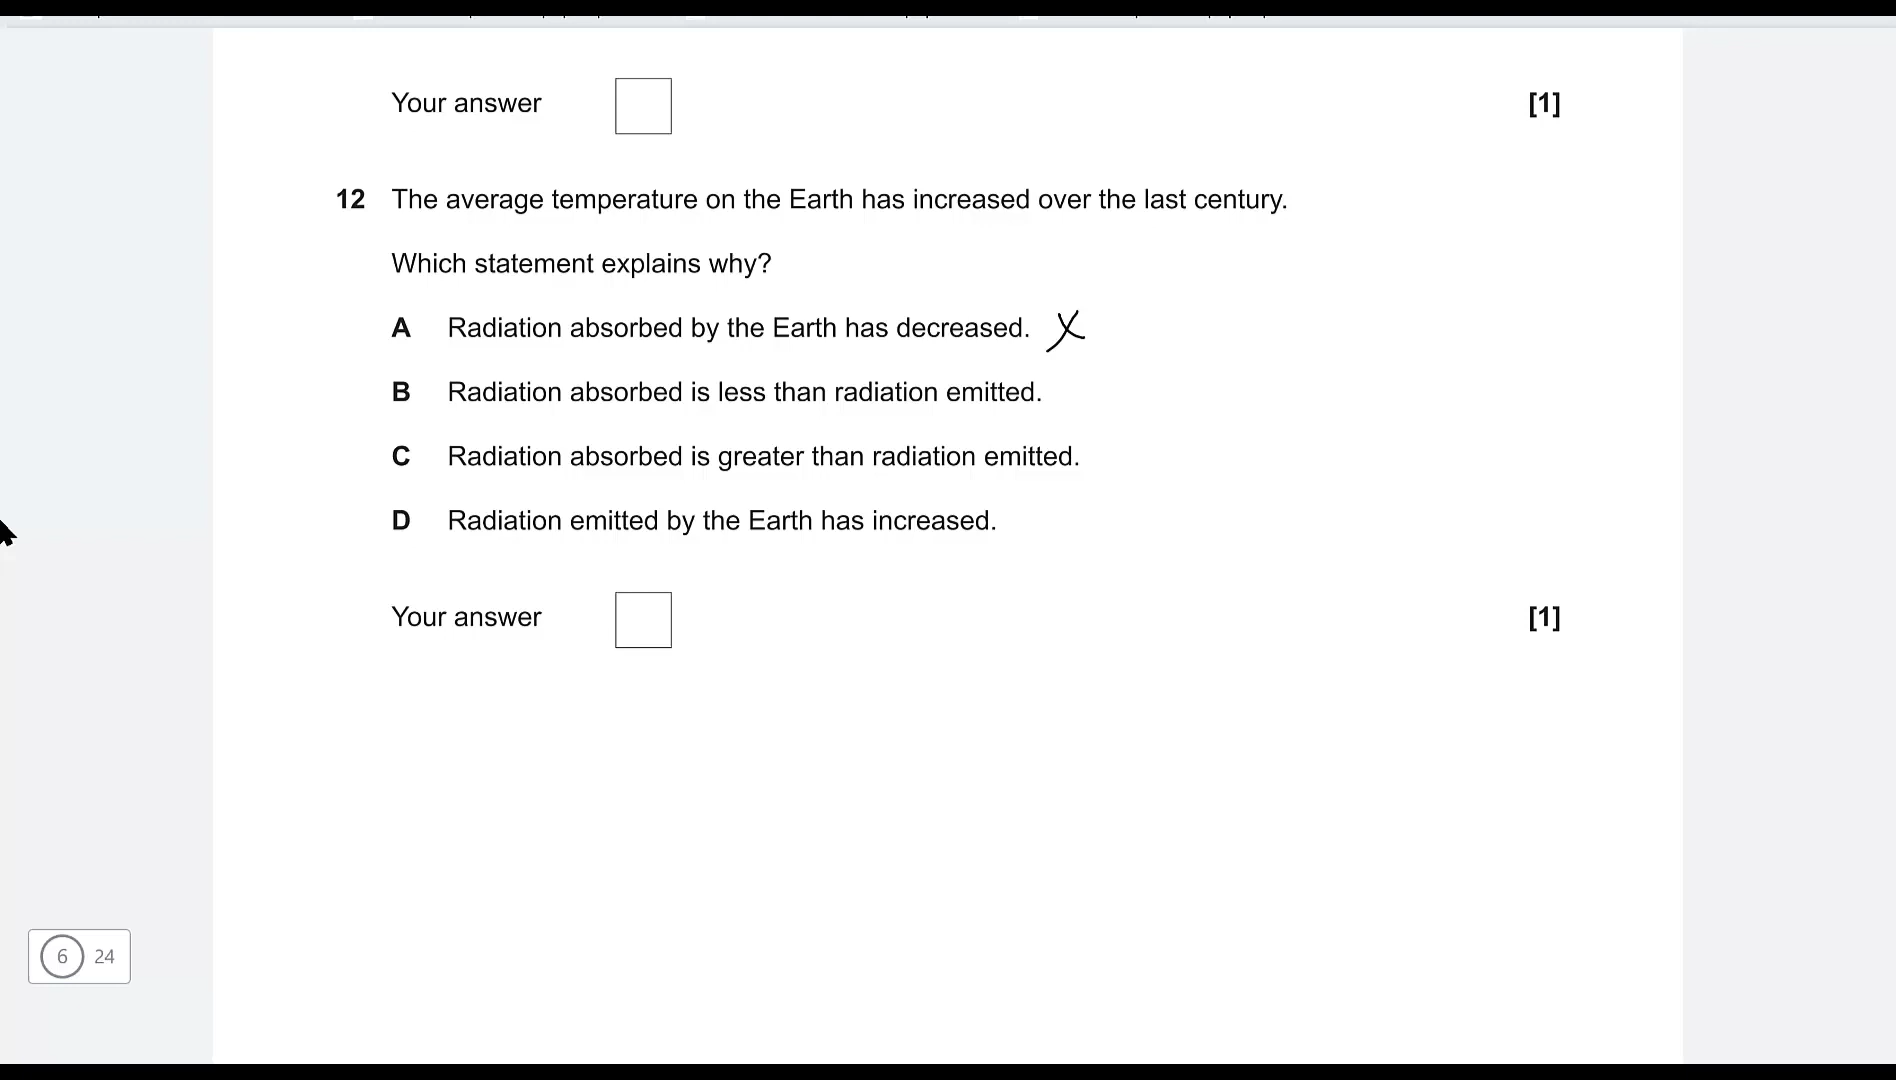 Your answer [1]
12 The average temperature on the Earth has increased over the last century.
Which statement explains why?
A Radiation absorbed by the Earth has decreased. X
B Radiation absorbed is less than radiation emitted.
C Radiation absorbed is greater than radiation emitted.
D Radiation emitted by the Earth has increased.
Your answer [1]
6 24